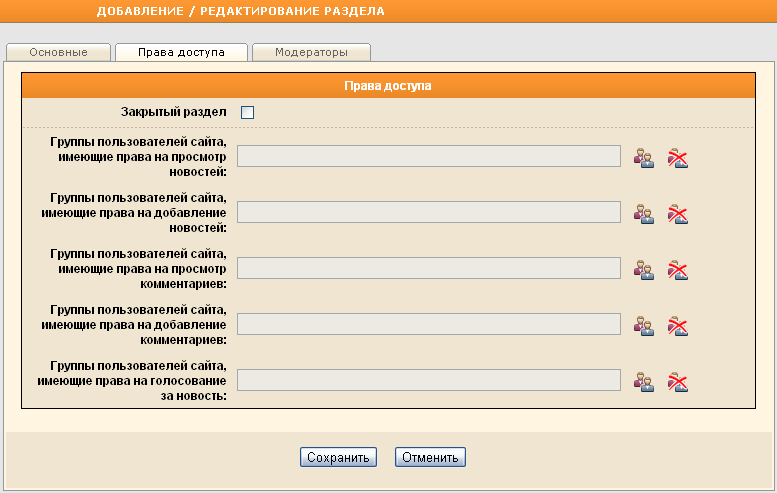 ДОБАВЛЕНИЕ / РЕДАКТИРОВАНИЕ РАЗДЕЛА
Основные
Права доступа
Модераторы
Права доступа
Закрытый раздел
Группы пользователей сайта,
имеющие права на просмотр
новостей:
Группы пользователей сайта,
имеющие права на добавление
новостей:
Группы пользователей сайта,
имеющие права на просмотр
комментариев:
Группы пользователей сайта,
имеющие права на добавление
комментариев:
Группы пользователей сайта,
имеющие права на голосование
за новость:
Сохранить
Отменить